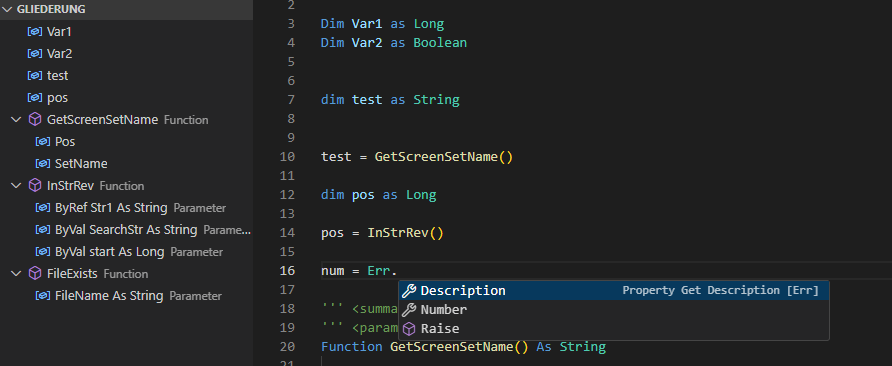 GLIEDERUNG
Var1
Var2
test
pos
GetScreenSetName Function
Pos
SetName
InStrRev Function
ByRef Str1 As String Parameter
ByVal SearchStr As String Parame...
ByVal start As Long Parameter
FileExists Function
FileName As String Parameter
2
3 Dim Var1 as Long
4 Dim Var2 as Boolean
5
6
7 dim test as String
8
9
10 test = GetScreenSetName()
11
12 dim pos as Long
13
14 pos = InStrRev()
15
16 num = Err.
17
Description Property Get Description [Err]
18 ''' <summa
Number
19 ''' <param
Raise
20 Function GetScreenSetName() As String
21